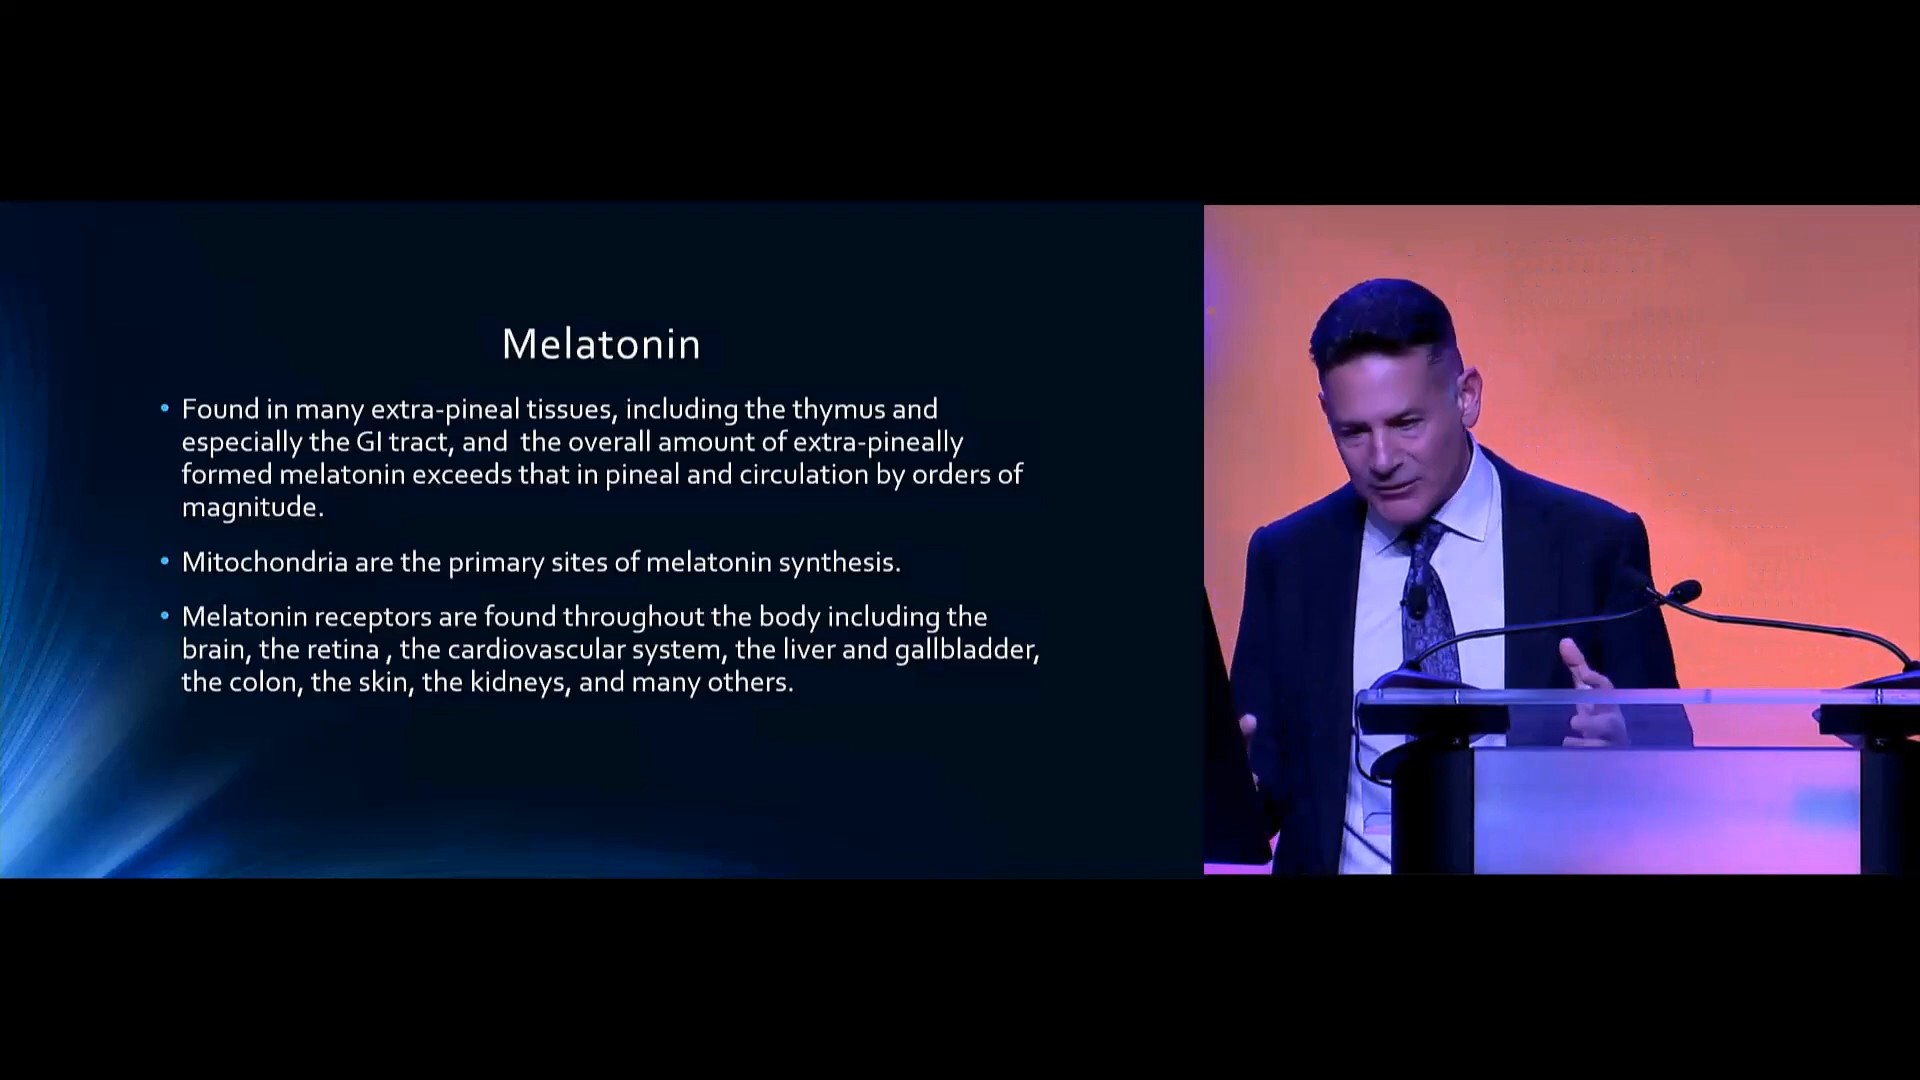 Melatonin
• Found in many extra-pineal tissues, including the thymus and
especially the GI tract, and  the overall amount of extra-pineally
formed melatonin exceeds that in pineal and circulation by orders of
magnitude.
• Mitochondria are the primary sites of melatonin synthesis.
• Melatonin receptors are found throughout the body including the
brain, the retina , the cardiovascular system, the liver and gallbladder,
the colon, the skin, the kidneys, and many others.